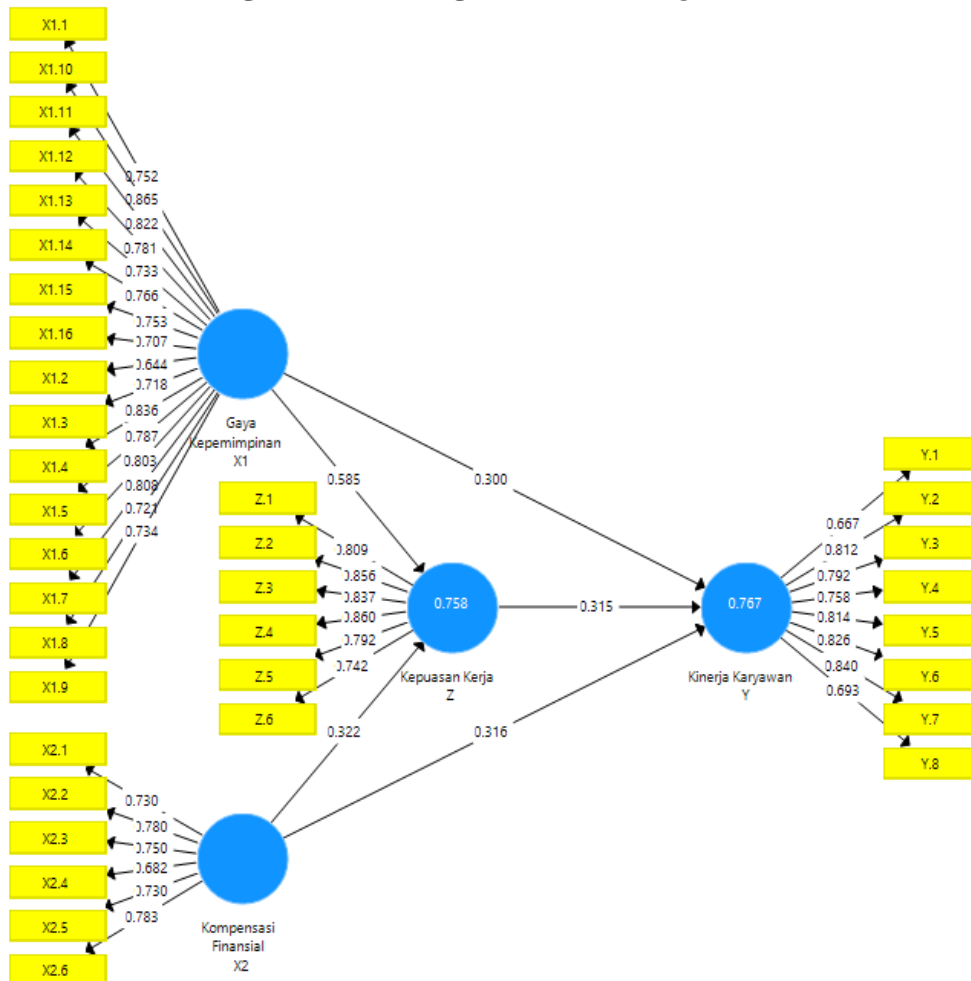 X1.1
X1.10
X1.11
X1.12
X1.13
X1.14
X1.15
X1.16
X1.2
X1.3
X1.4
X1.5
X1.6
X1.7
X1.8
X1.9
0.752
0.865
0.822
0.781
0.733
0.766
0.753
0.707
0.644
0.718
0.836
0.787
0.803
0.808
0.721
0.734
Gaya
Kepemimpinan
X1
0.585
0.300
Z.1
Z.2
Z.3
Z.4
Z.5
Z.6
0.809
0.856
0.837
0.860
0.792
0.742
0.758
Kepuasan Kerja
Z
0.315
0.767
Kinerja Karyawan
Y
0.667
0.812
0.792
0.758
0.814
0.826
0.840
0.693
Y.1
Y.2
Y.3
Y.4
Y.5
Y.6
Y.7
Y.8
0.322
0.316
X2.1
X2.2
X2.3
X2.4
X2.5
X2.6
0.730
0.780
0.750
0.682
0.730
0.783
Kompensasi
Finansial
X2